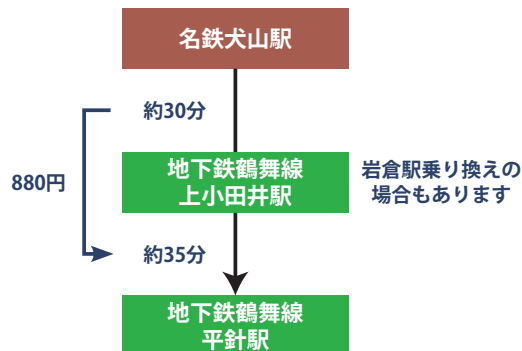 名鉄犬山駅
約30分
880円
地下鉄鶴舞線
上小田井駅
岩倉駅乗り換えの
場合もあります
約35分
地下鉄鶴舞線
平針駅